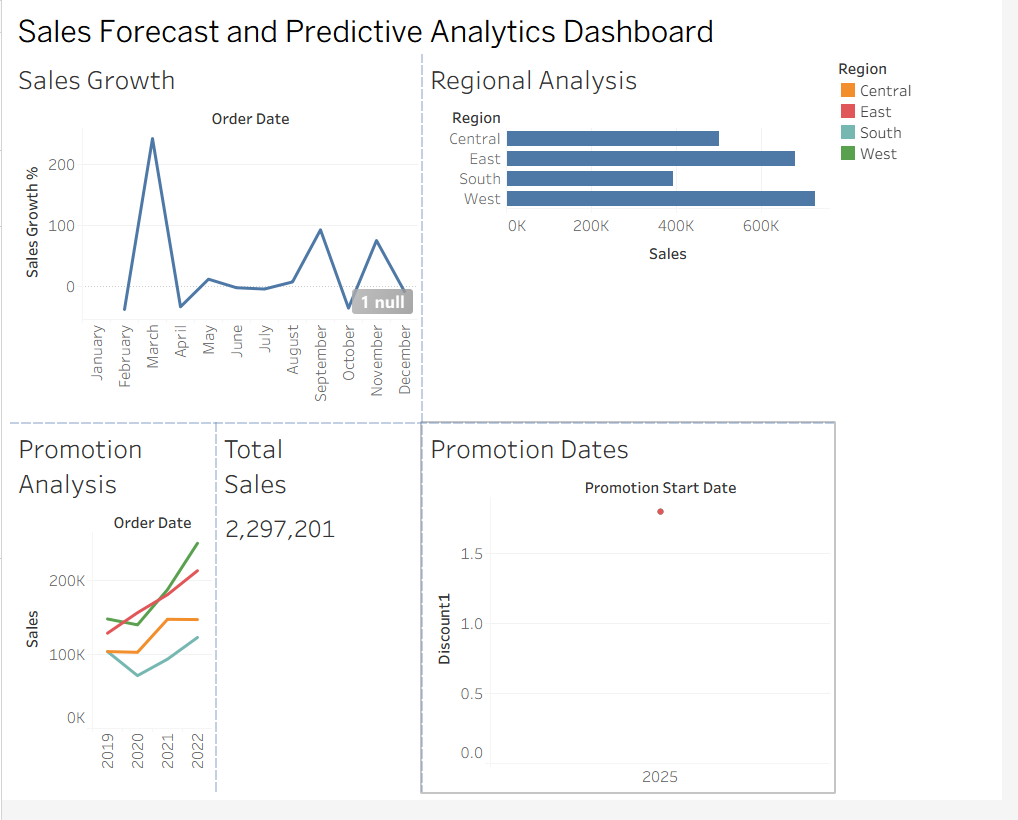 Sales Forecast and Predictive Analytics Dashboard
Sales Growth
Order Date
Sales Growth %
200
100
0
1 null
January
February
March
April
May
June
July
August
September
October
November
December
Regional Analysis
Region
Central
East
South
West
0K
200K
400K
600K
Sales
Region
Central
East
South
West
Promotion
Analysis
Order Date
Sales
200K
100K
0K
2019
2020
2021
2022
Total
Sales
2,297,201
Promotion Dates
Promotion Start Date
Discount1
1.5
1.0
0.5
0.0
2025